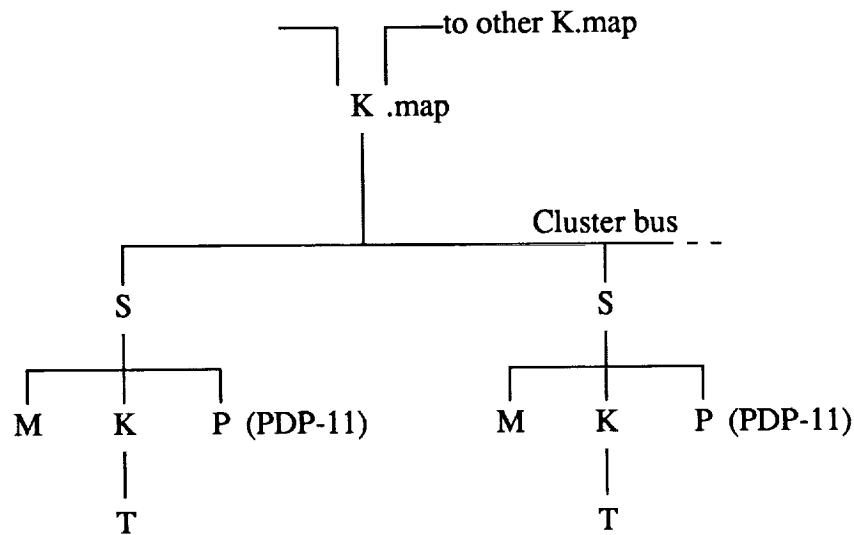 to other K.map
K .map
Cluster bus
S S
M K P (PDP-11) M K P (PDP-11)
T T